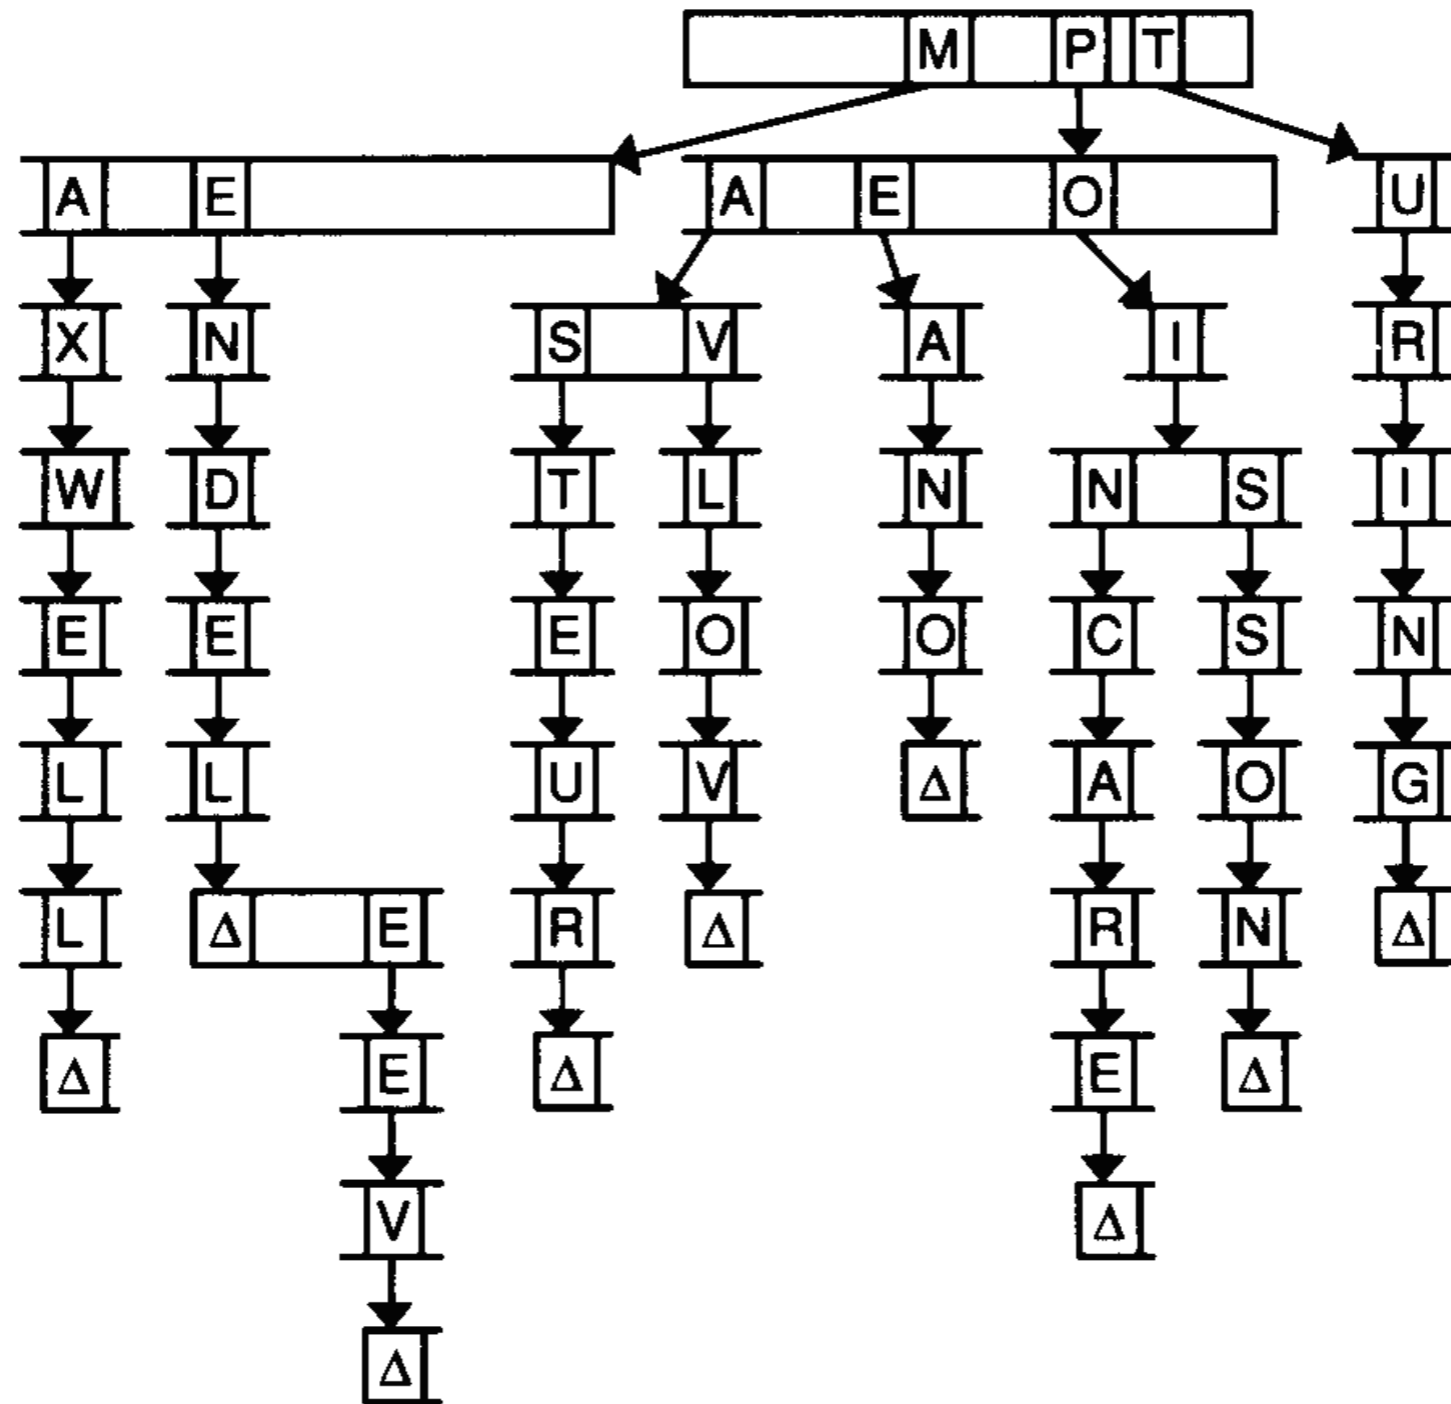 M P T
A E A E O U
X N S V A I R
W D T L N N S I
E E E O O C S N
L L U V Δ A O G
L Δ E R Δ R N Δ
Δ E Δ E Δ
V Δ
Δ